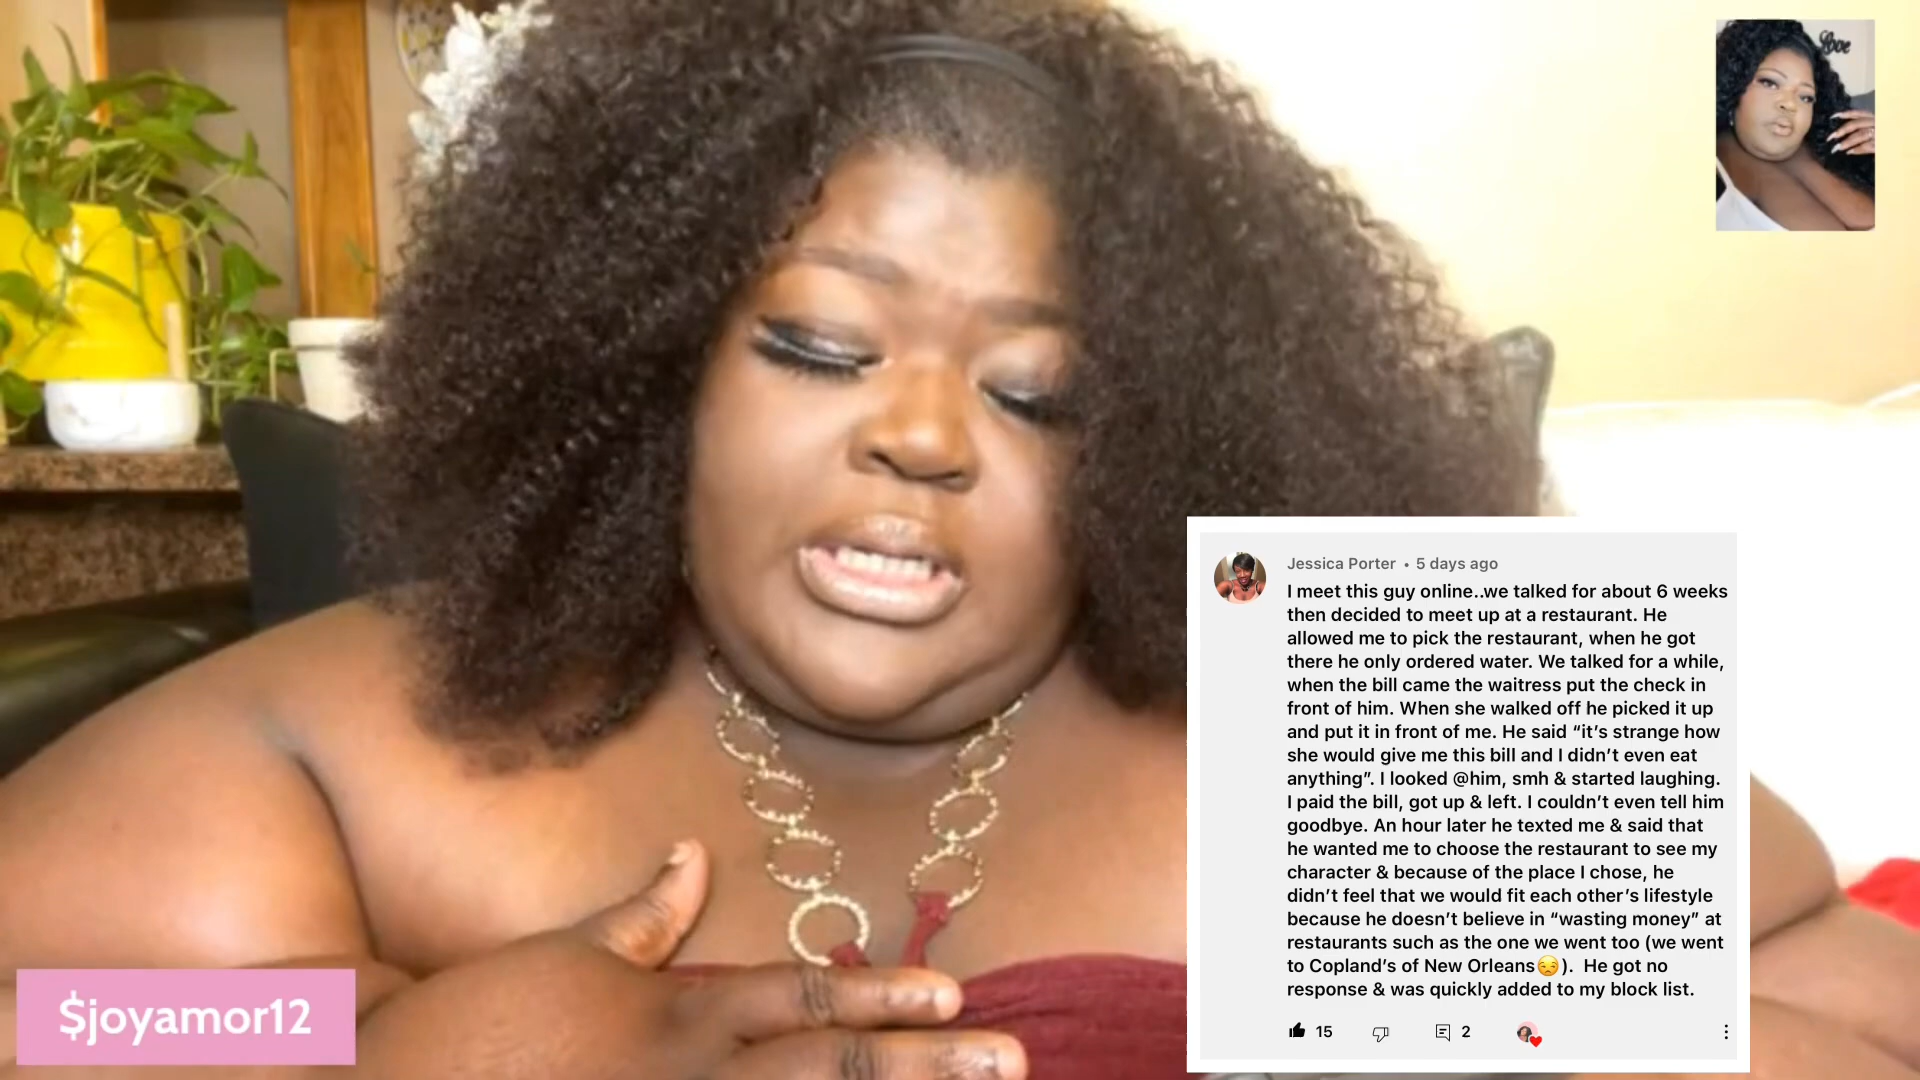 Love
Jessica Porter • 5 days ago
I meet this guy online..we talked for about 6 weeks
then decided to meet up at a restaurant. He
allowed me to pick the restaurant, when he got
there he only ordered water. We talked for a while,
when the bill came the waitress put the check in
front of him. When she walked off he picked it up
and put it in front of me. He said “it’s strange how
she would give me this bill and I didn’t even eat
anything”. I looked @him, smh & started laughing.
I paid the bill, got up & left. I couldn’t even tell him
goodbye. An hour later he texted me & said that
he wanted me to choose the restaurant to see my
character & because of the place I chose, he
didn’t feel that we would fit each other’s lifestyle
because he doesn’t believe in “wasting money” at
restaurants such as the one we went too (we went
to Copland’s of New Orleans😒).  He got no
response & was quickly added to my block list.
15 2
$joyamor12